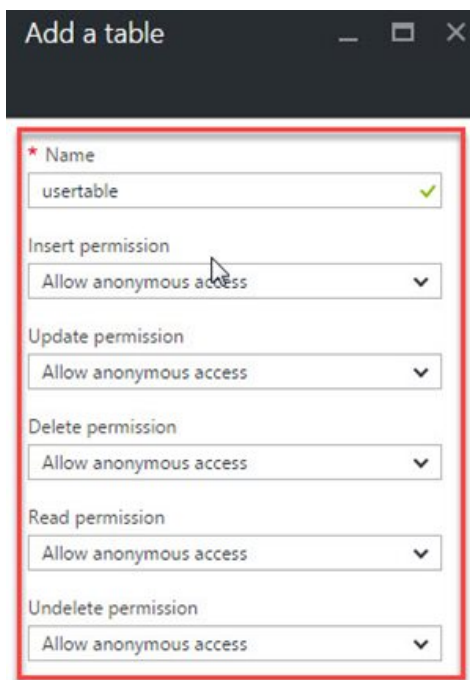 Add a table
* Name
usertable
Insert permission
Allow anonymous access
Update permission
Allow anonymous access
Delete permission
Allow anonymous access
Read permission
Allow anonymous access
Undelete permission
Allow anonymous access